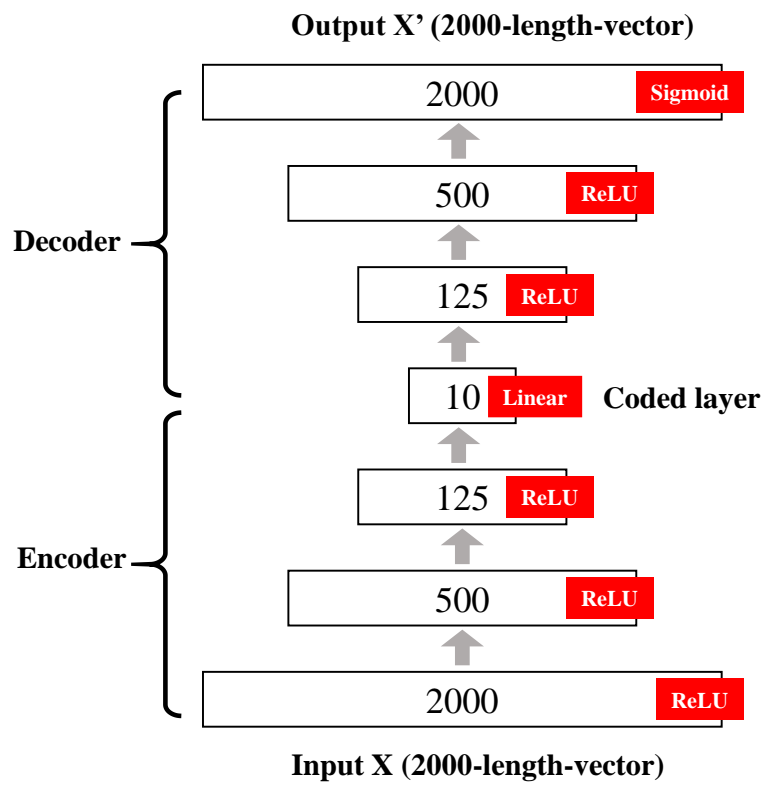 Output X’ (2000-length-vector)
2000 Sigmoid
500 ReLU
Decoder
125 ReLU
10 Linear Coded layer
125 ReLU
Encoder
500 ReLU
2000 ReLU
Input X (2000-length-vector)